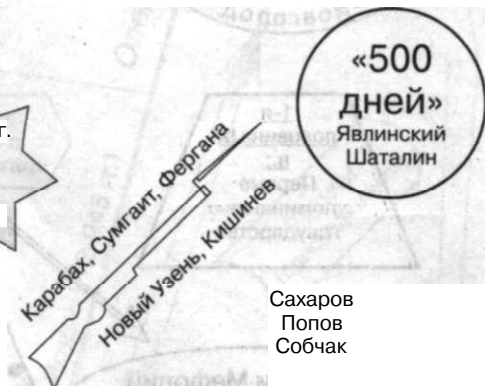 «500
дней»
Явлинский
Шаталин
г.
Карабах, Сумгаит, Фергана
Новый Узень, Кишинев
Сахаров
Попов
Собчак